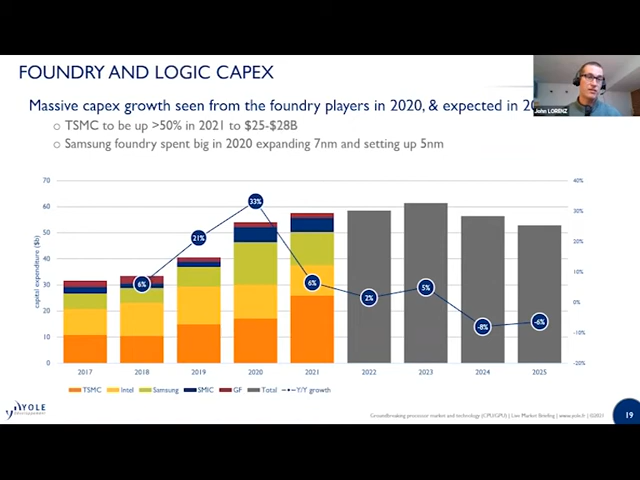 FOUNDRY AND LOGIC CAPEX
John LORENZ
Massive capex growth seen from the foundry players in 2020, & expected in 20
TSMC to be up >50% in 2021 to $25-$28B
Samsung foundry spent big in 2020 expanding 7nm and setting up 5nm
capital expenditure ($b)
70 60 50 40 30 20 10 0
40% 30% 20% 10% 0% -10% -20%
6% 21% 33% 6% 2% 5% -8% -6%
2017 2018 2019 2020 2021 2022 2023 2024 2025
TSMC Intel Samsung SMIC GF Total Y/Y growth
YOLE
Groundbreaking processor market and technology (CPU/GPU) | Live Market Briefing | www.yole.fr | ©2021
19